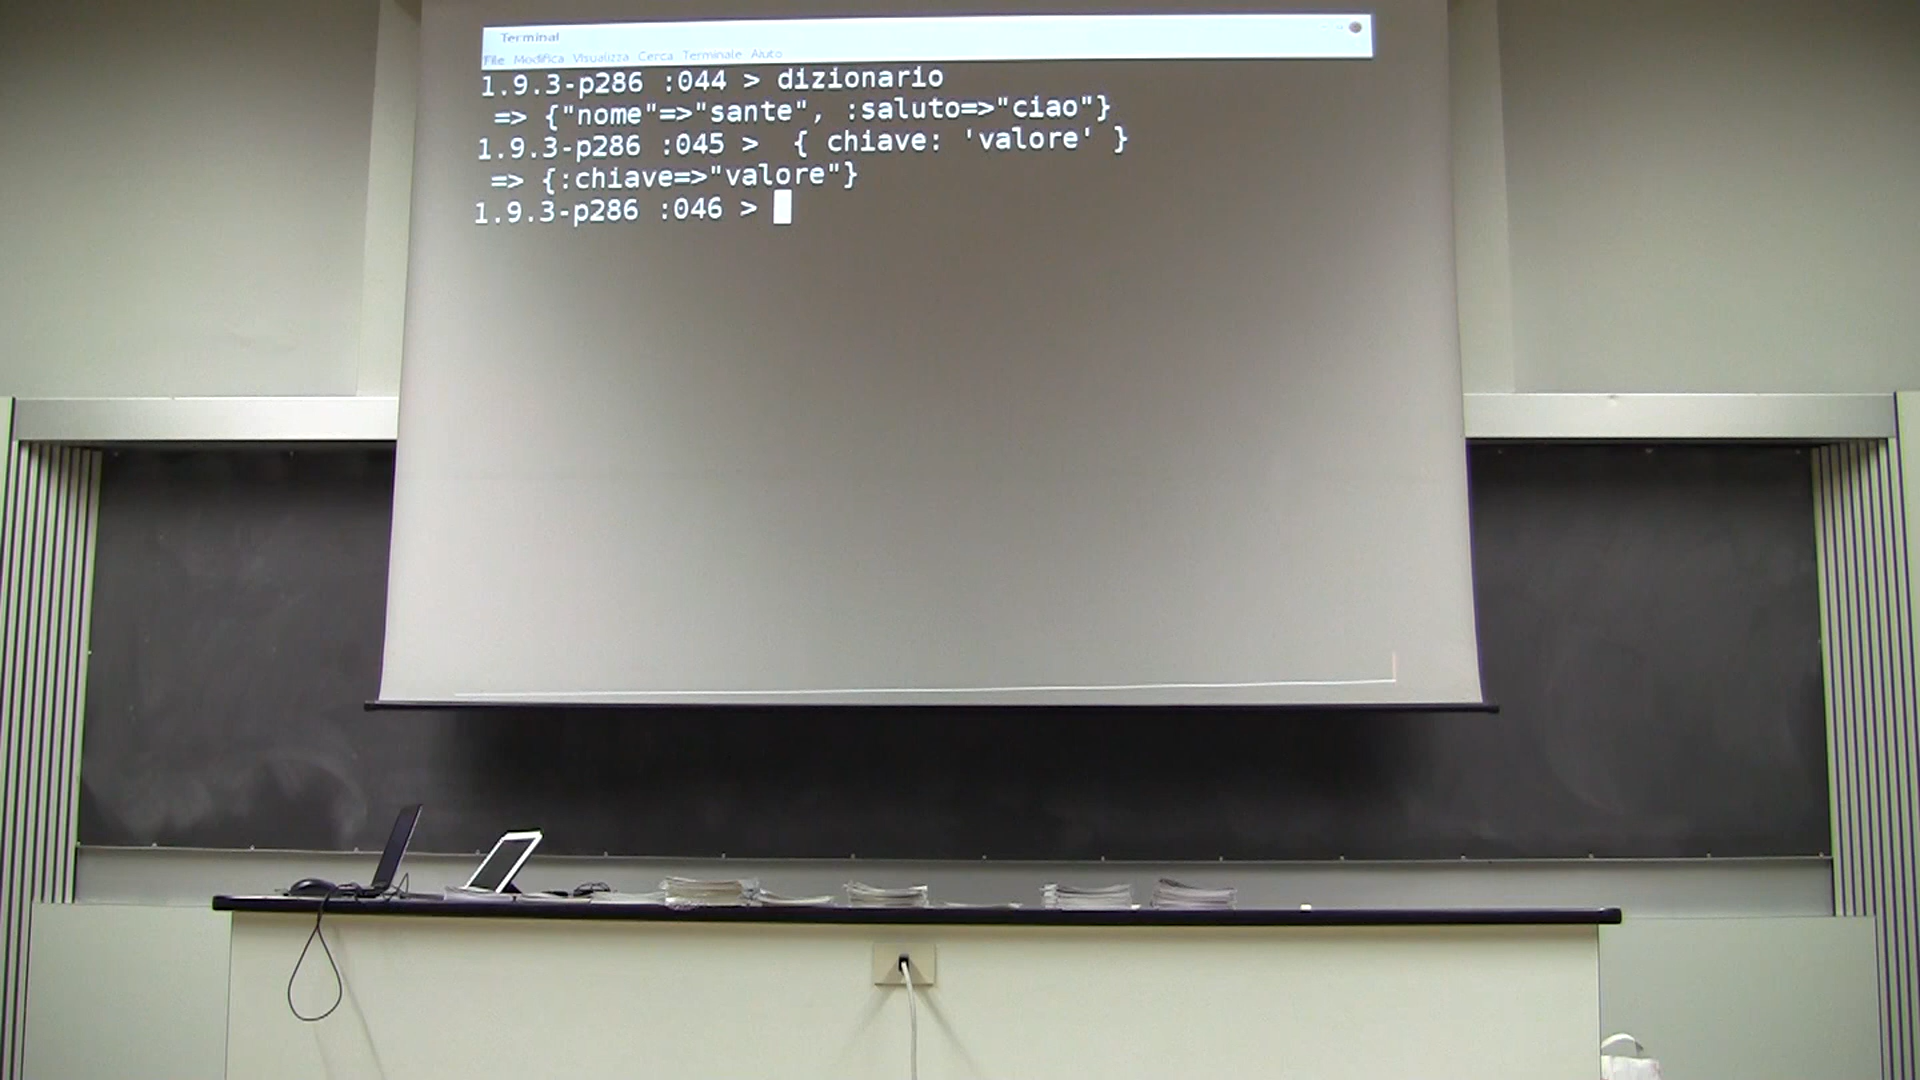 Terminal
File Modifica Visualizza Cerca Terminale Aiuto
1.9.3-p286 :044 > dizionario
=> {"nome"=>"sante", :saluto=>"ciao"}
1.9.3-p286 :045 >  { chiave: 'valore' }
=> {:chiave=>"valore"}
1.9.3-p286 :046 >